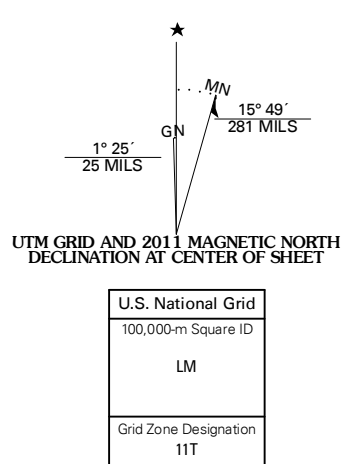 MN
GN
15° 49´
281 MILS
1° 25´
25 MILS
UTM GRID AND 2011 MAGNETIC NORTH
DECLINATION AT CENTER OF SHEET
U.S. National Grid
100,000-m Square ID
LM
Grid Zone Designation
11T